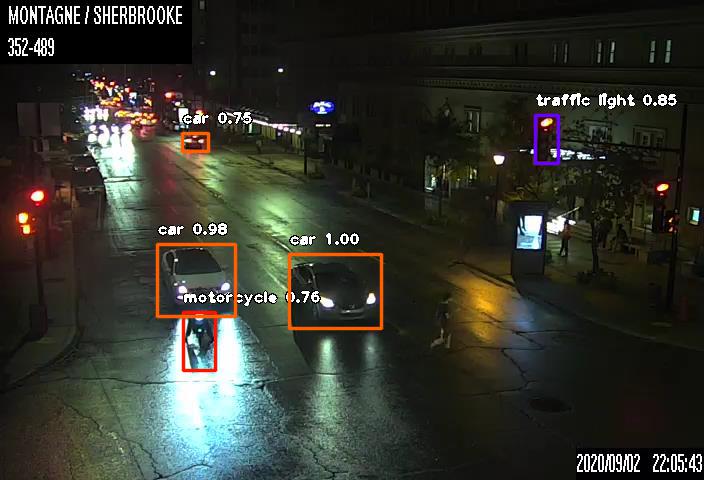 MONTAGNE / SHERBROOKE
352-489
traffic light 0.85
car 0.75
car 0.98
car 1.00
motorcycle 0.76
2020/09/02 22:05:43